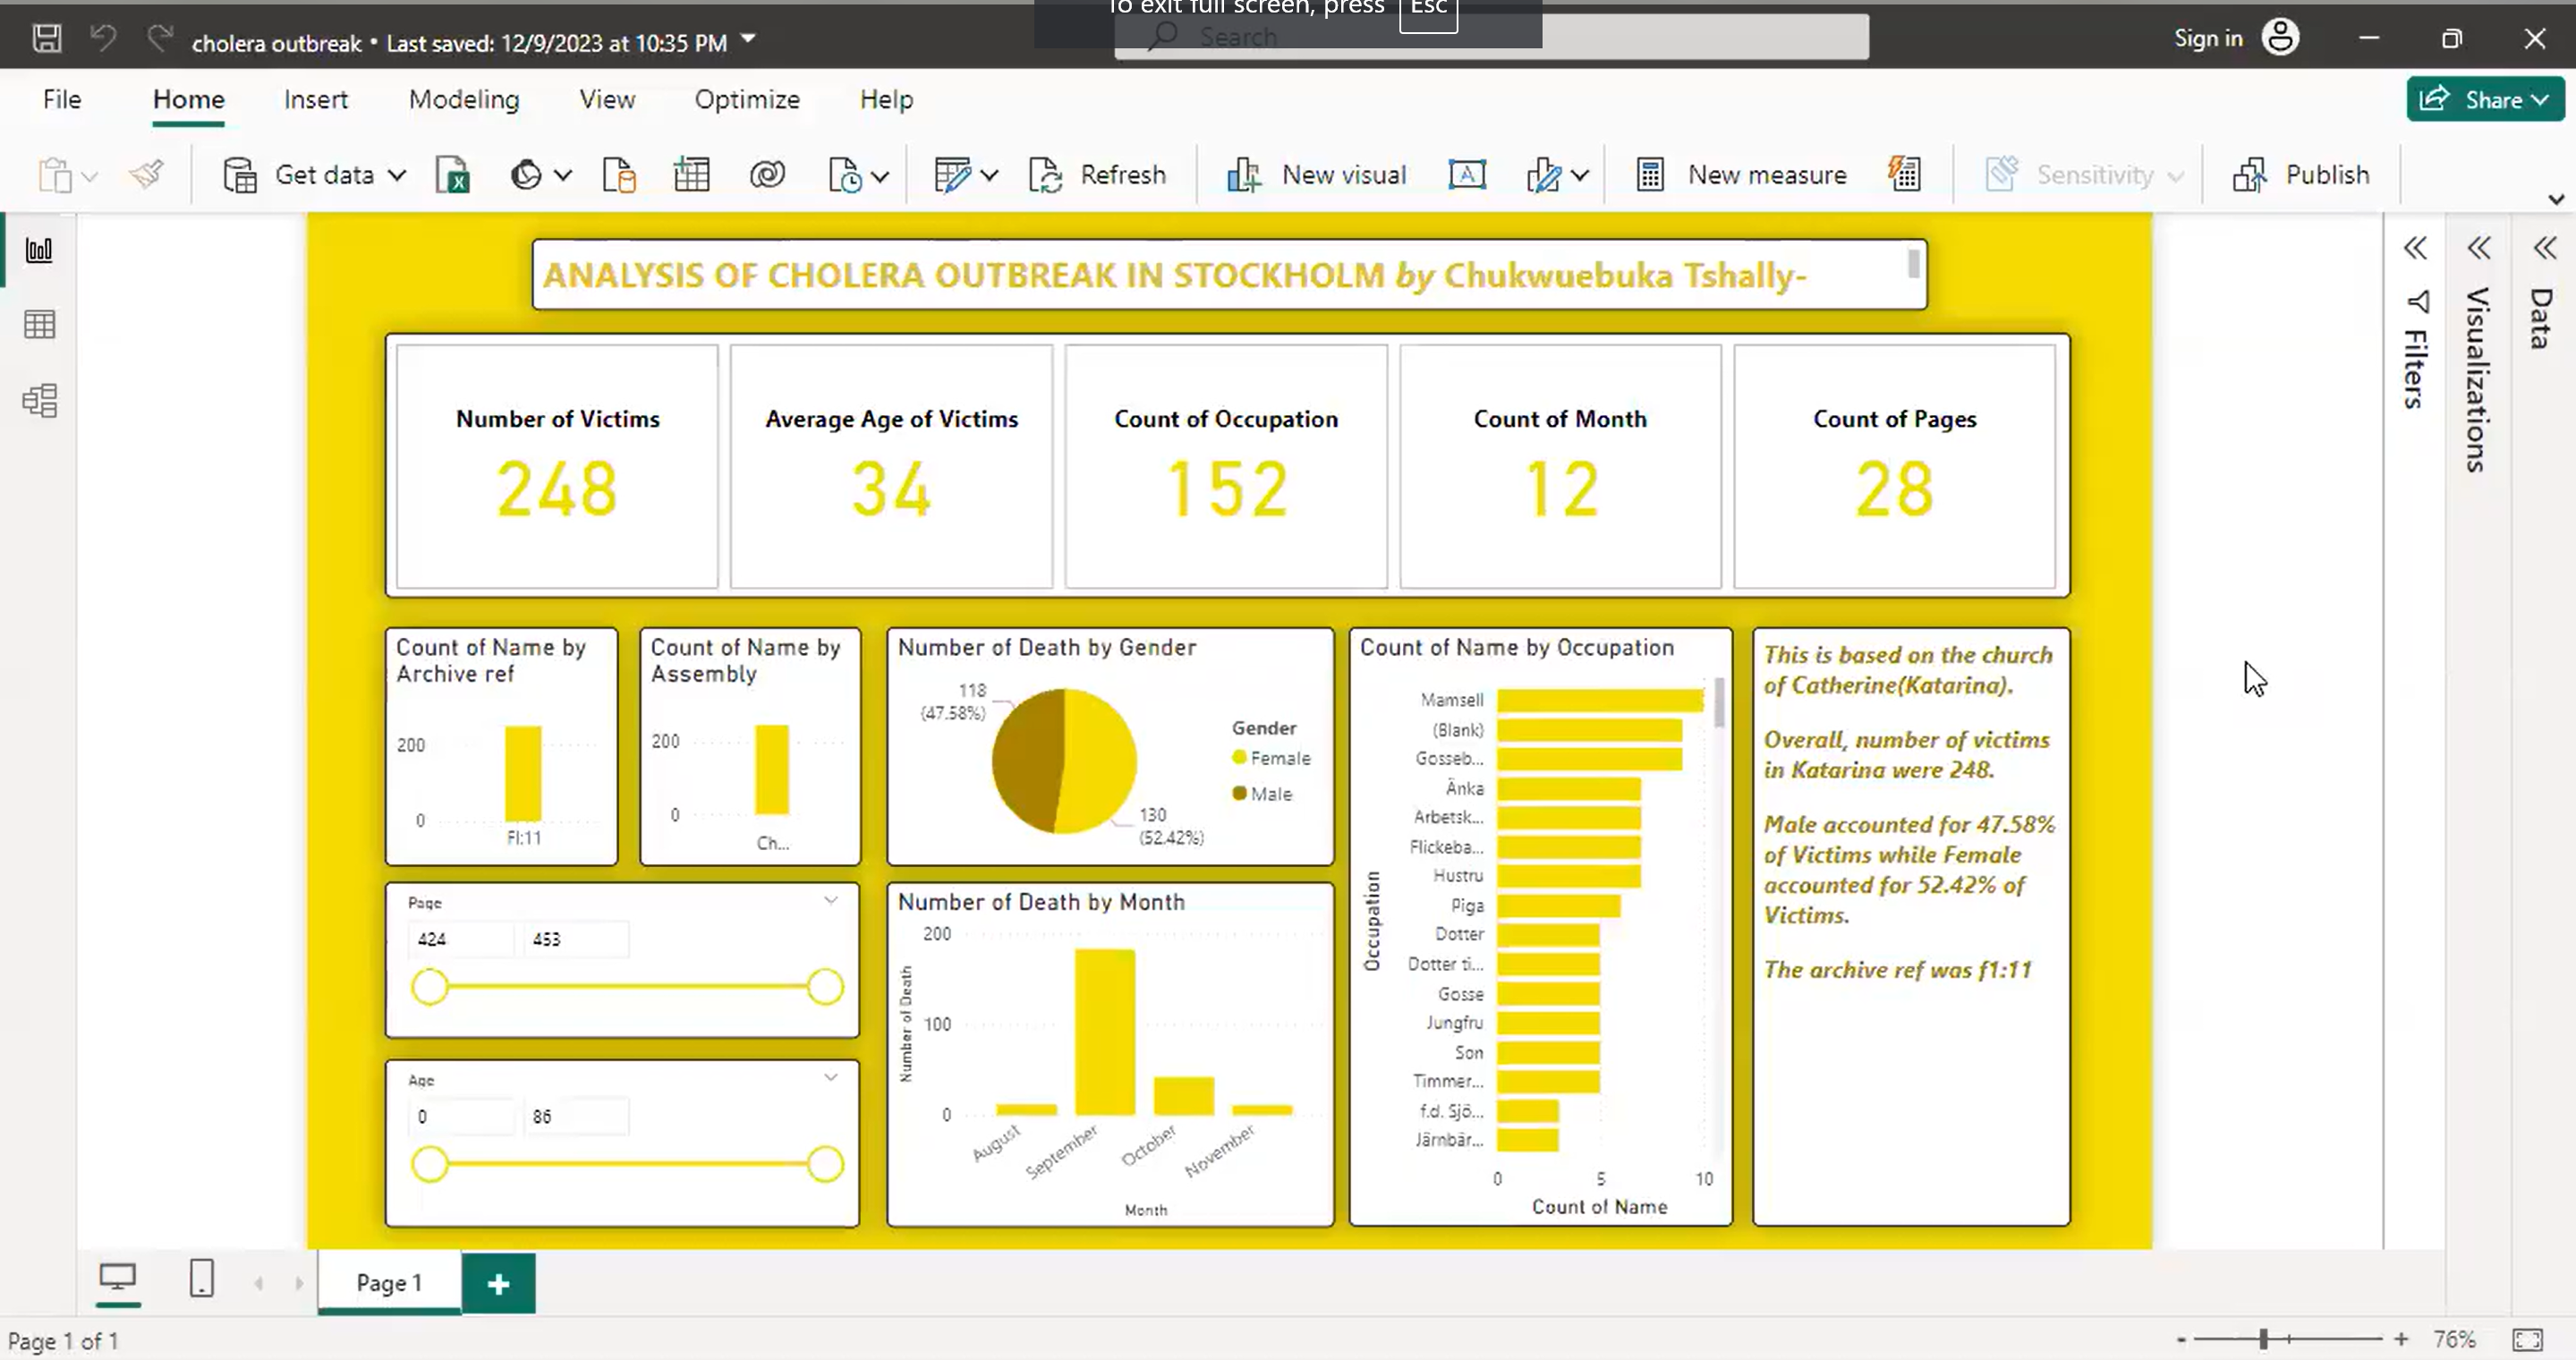 To exit full screen, press Esc
cholera outbreak • Last saved: 12/9/2023 at 10:35 PM
Search
Sign in
File Home Insert Modeling View Optimize Help
Share
Get data
Refresh
New visual
New measure
Sensitivity
Publish
ANALYSIS OF CHOLERA OUTBREAK IN STOCKHOLM by Chukwuebuka Tshally-
Number of Victims
248
Average Age of Victims
34
Count of Occupation
152
Count of Month
12
Count of Pages
28
Count of Name by
Archive ref
200
0
FI:11
Count of Name by
Assembly
200
0
Ch...
Number of Death by Gender
118
(47.58%)
130
(52.42%)
Gender
Female
Male
Count of Name by Occupation
Occupation
Mamsell
(Blank)
Gosseb...
Änka
Arbetsk...
Flickeba...
Hustru
Piga
Dotter
Dotter ti...
Gosse
Jungfru
Son
Timmer...
f.d. Sjö...
Järnbär...
0 5 10
Count of Name
This is based on the church
of Catherine(Katarina).
Overall, number of victims
in Katarina were 248.
Male accounted for 47.58%
of Victims while Female
accounted for 52.42% of
Victims.
The archive ref was f1:11
Page
424 453
Age
0 86
Number of Death by Month
Number of Death
200
100
0
August September October November
Month
Filters
Visualizations
Data
Page 1
Page 1 of 1
- + 76%